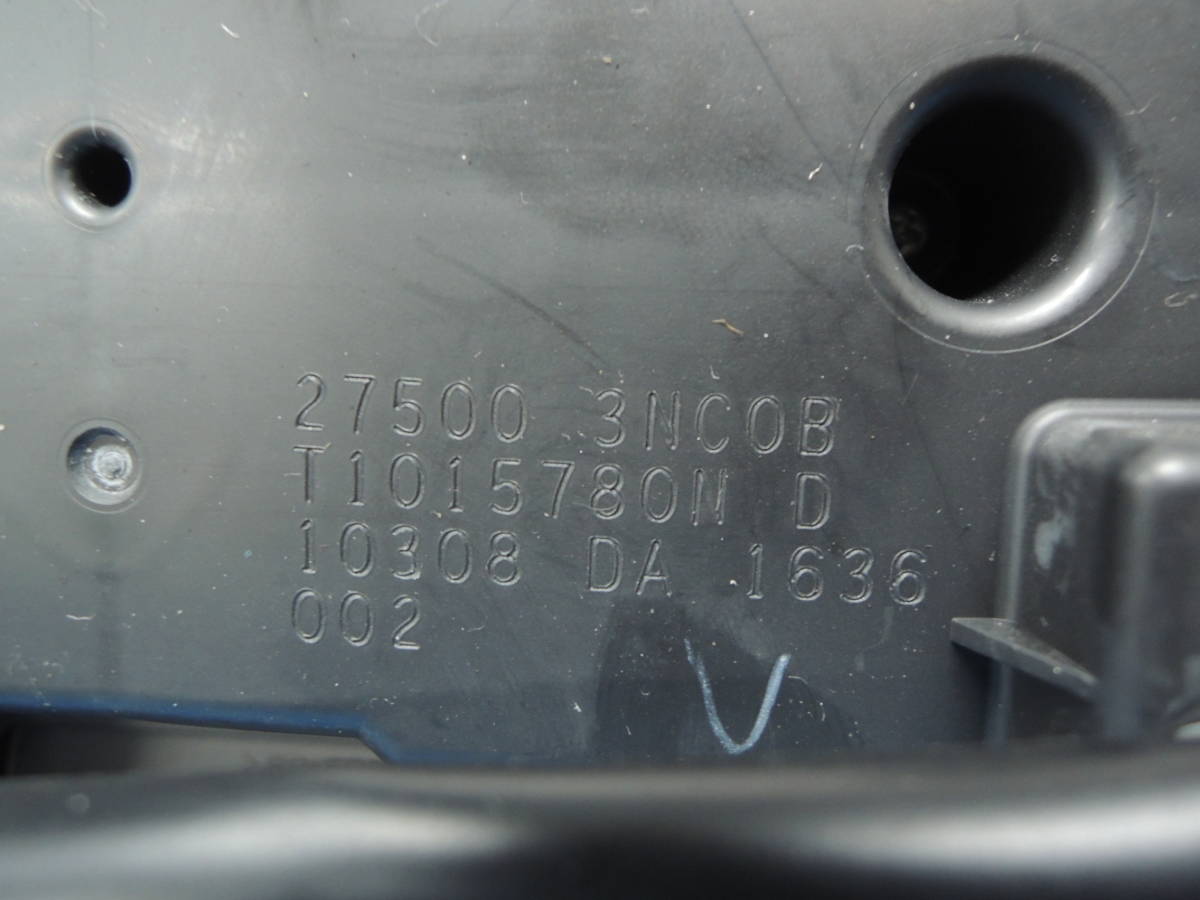 27500 3NC0B
T1015780N D
10308 DA 1636
002
V